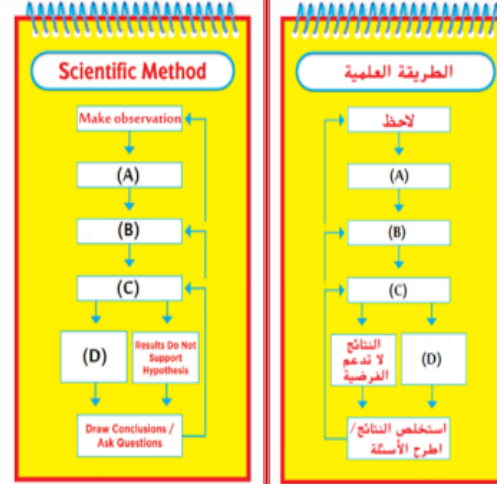 Scientific Method
Make observation
(A)
(B)
(C)
(D)
Results Do Not
Support
Hypothesis
Draw Conclusions /
Ask Questions
الطريقة العلمية
لاحظ
(A)
(B)
(C)
النتائج
لا تدعم
الفرضية
(D)
استخلص النتائج/
اطرح الأسئلة